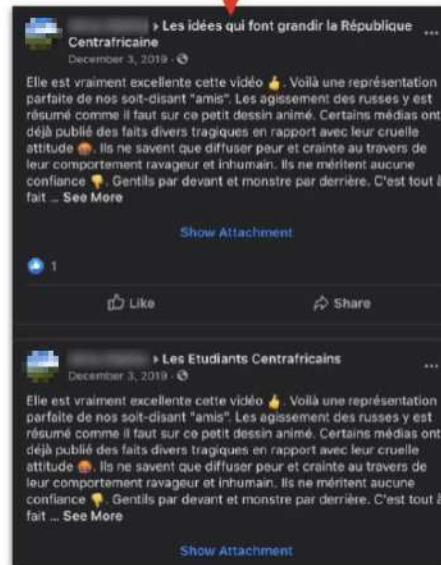 ▸ Les idées qui font grandir la République
Centrafricaine
December 3, 2019 ·
Elle est vraiment excellente cette vidéo 👍. Voilà une représentation
parfaite de nos soit-disant "amis". Les agissement des russes y est
résumé comme il faut sur ce petit dessin animé. Certains médias ont
déjà publié des faits divers tragiques en rapport avec leur cruelle
attitude 😡. Ils ne savent que diffuser peur et crainte au travers de
leur comportement ravageur et inhumain. Ils ne méritent aucune
confiance 👎. Gentils par devant et monstre par derrière. C'est tout à
fait ... See More
Show Attachment
1
Like Share
▸ Les Etudiants Centrafricains
December 3, 2019 ·
Elle est vraiment excellente cette vidéo 👍. Voilà une représentation
parfaite de nos soit-disant "amis". Les agissement des russes y est
résumé comme il faut sur ce petit dessin animé. Certains médias ont
déjà publié des faits divers tragiques en rapport avec leur cruelle
attitude 😡. Ils ne savent que diffuser peur et crainte au travers de
leur comportement ravageur et inhumain. Ils ne méritent aucune
confiance 👎. Gentils par devant et monstre par derrière. C'est tout à
fait ... See More
Show Attachment